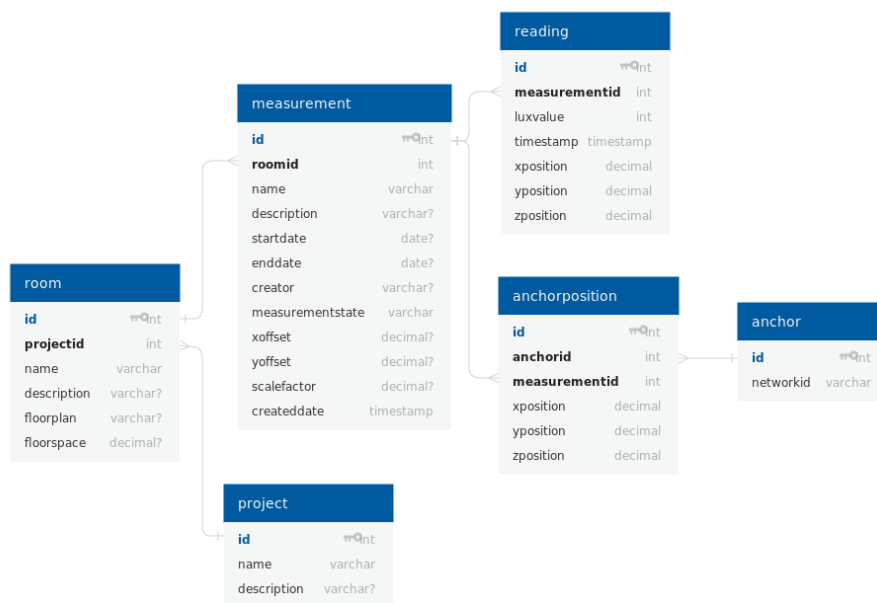 reading
id int
measurementid int
luxvalue int
timestamp timestamp
xposition decimal
yposition decimal
zposition decimal
measurement
id int
roomid int
name varchar
description varchar?
startdate date?
enddate date?
creator varchar?
measurementstate varchar
xoffset decimal?
yoffset decimal?
scalefactor decimal?
createddate timestamp
room
id int
projectid int
name varchar
description varchar?
floorplan varchar?
floorspace decimal?
anchorposition
id int
anchorid int
measurementid int
xposition decimal
yposition decimal
zposition decimal
anchor
id int
networkid varchar
project
id int
name varchar
description varchar?